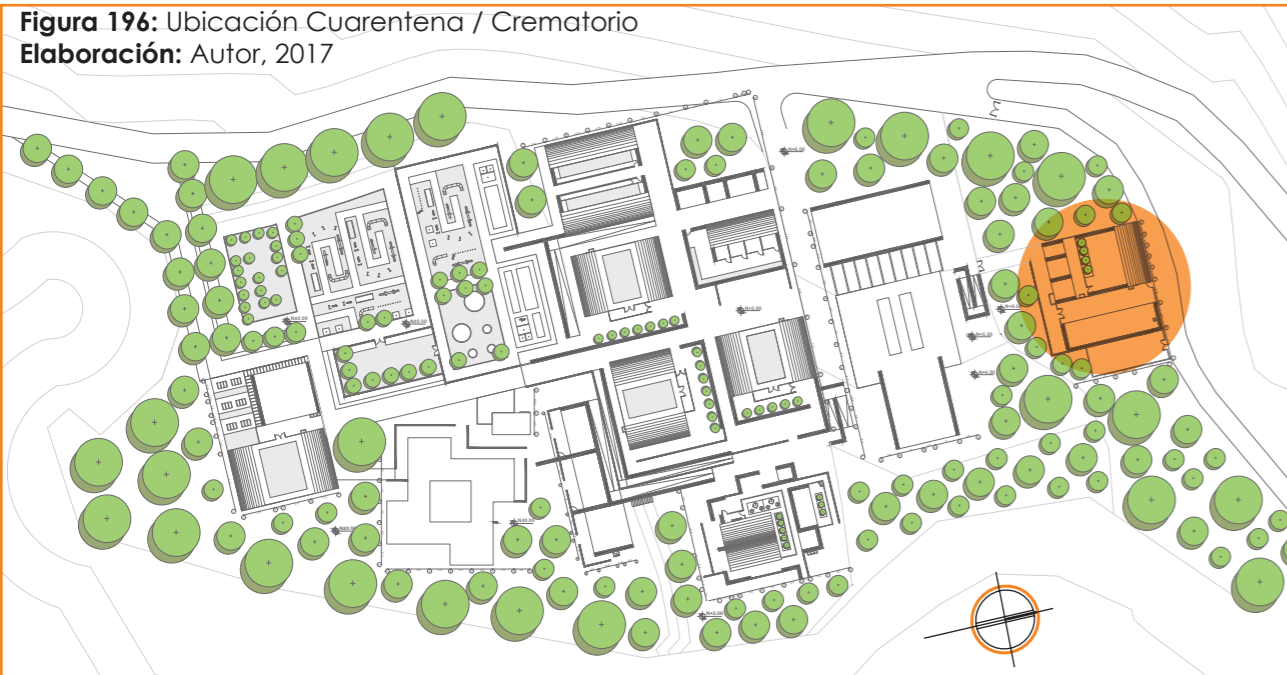 Figura 196: Ubicación Cuarentena / Crematorio
Elaboración: Autor, 2017